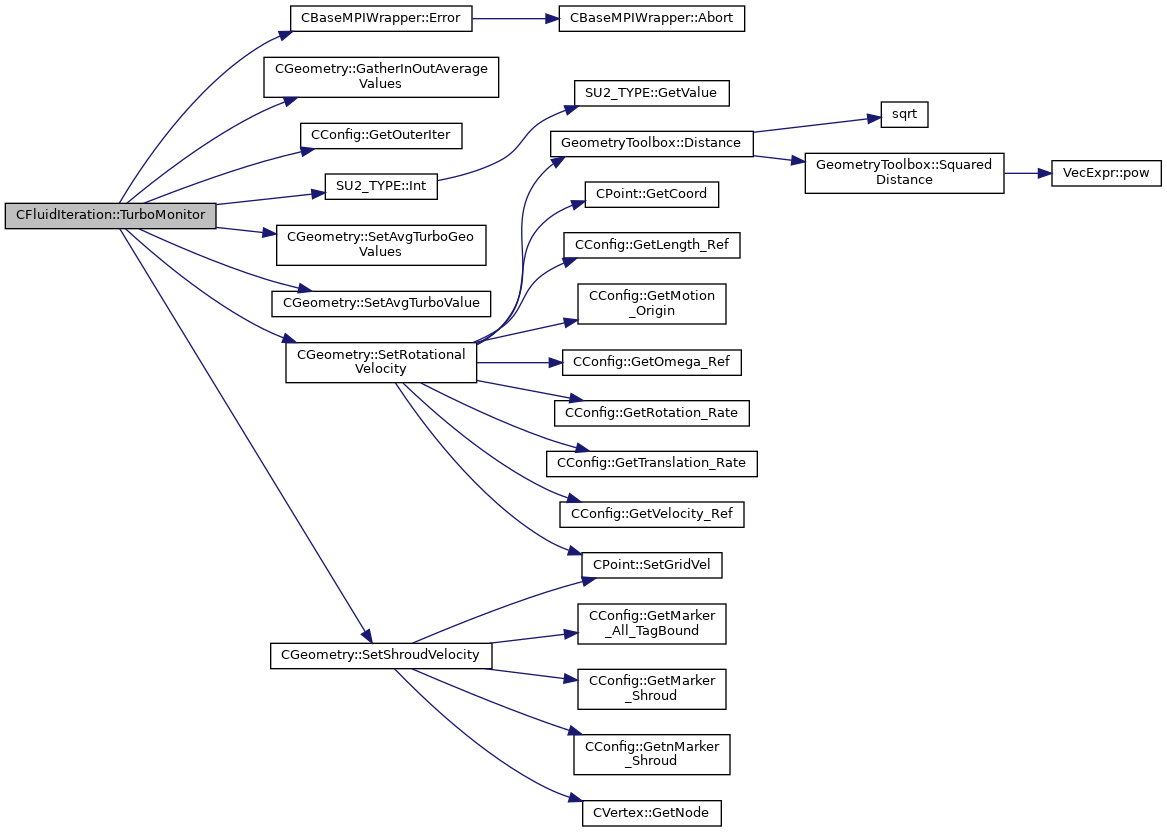 CBaseMPIWrapper::Error
CBaseMPIWrapper::Abort
CGeometry::GatherInOutAverage
Values
SU2_TYPE::GetValue
sqrt
CConfig::GetOuterIter
GeometryToolbox::Distance
GeometryToolbox::Squared
Distance
VecExpr::pow
SU2_TYPE::Int
CPoint::GetCoord
CFluidIteration::TurboMonitor
CGeometry::SetAvgTurboGeo
Values
CConfig::GetLength_Ref
CGeometry::SetAvgTurboValue
CConfig::GetMotion
_Origin
CGeometry::SetRotational
Velocity
CConfig::GetOmega_Ref
CConfig::GetRotation_Rate
CConfig::GetTranslation_Rate
CConfig::GetVelocity_Ref
CPoint::SetGridVel
CGeometry::SetShroudVelocity
CConfig::GetMarker
_All_TagBound
CConfig::GetMarker
_Shroud
CConfig::GetnMarker
_Shroud
CVertex::GetNode